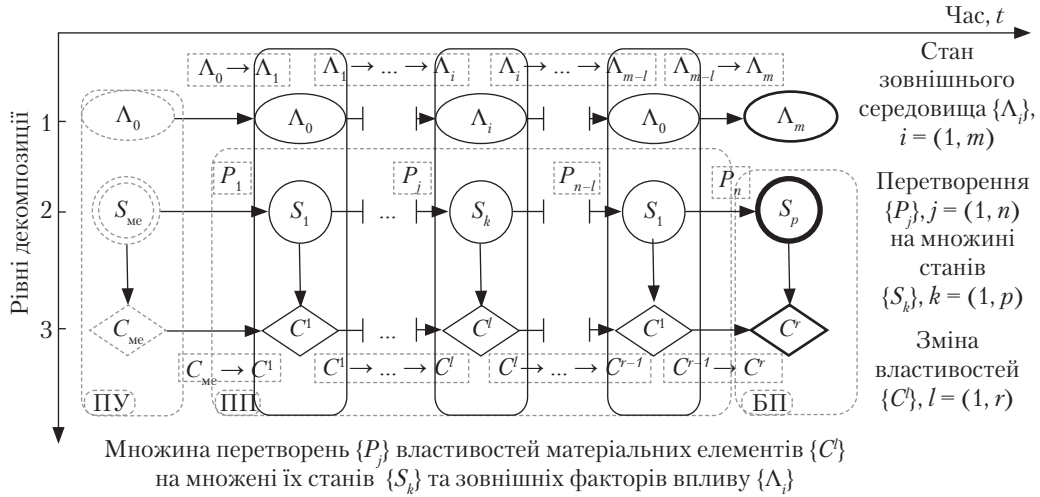 Час, t
Λ₀ → Λ₁ Λ₁ → ... → Λᵢ Λᵢ → ... → Λₘ₋ₗ Λₘ₋ₗ → Λₘ
Стан
зовнішнього
середовища {Λᵢ},
i = (1, m)
Рівні декомпозиції
1 Λ₀ Λ₀ Λᵢ Λ₀ Λₘ
P₁ Pⱼ Pₙ₋ₗ Pₙ
2 Sме S₁ ... Sₖ ... S₁ Sₚ
Перетворення
{Pⱼ}, j = (1, n)
на множині
станів
{Sₖ}, k = (1, p)
3 Cме C¹ ... Cˡ ... C¹ Cʳ
Cме → C¹ C¹ → ... → Cˡ Cˡ → ... → Cʳ⁻¹ Cʳ⁻¹ → Cʳ
Зміна
властивостей
{Cˡ}, l = (1, r)
ПУ ПП БП
Множина перетворень {Pⱼ} властивостей матеріальних елементів {Cˡ}
на множені їх станів {Sₖ} та зовнішніх факторів впливу {Λᵢ}